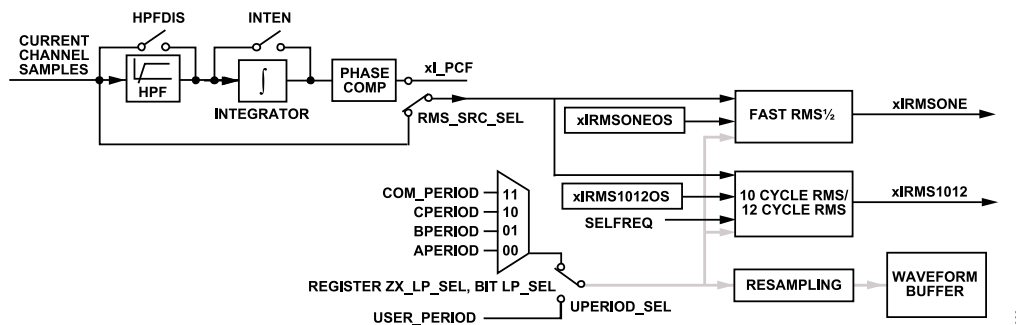 HPFDIS
INTEN
CURRENT
CHANNEL
SAMPLES
HPF
∫
INTEGRATOR
PHASE
COMP
xI_PCF
RMS_SRC_SEL
xIRMSONEOS
FAST RMS½
xIRMSONE
xIRMS1012OS
SELFREQ
10 CYCLE RMS/
12 CYCLE RMS
xIRMS1012
COM_PERIOD 11
CPERIOD 10
BPERIOD 01
APERIOD 00
REGISTER ZX_LP_SEL, BIT LP_SEL
UPERIOD_SEL
USER_PERIOD
RESAMPLING
WAVEFORM
BUFFER